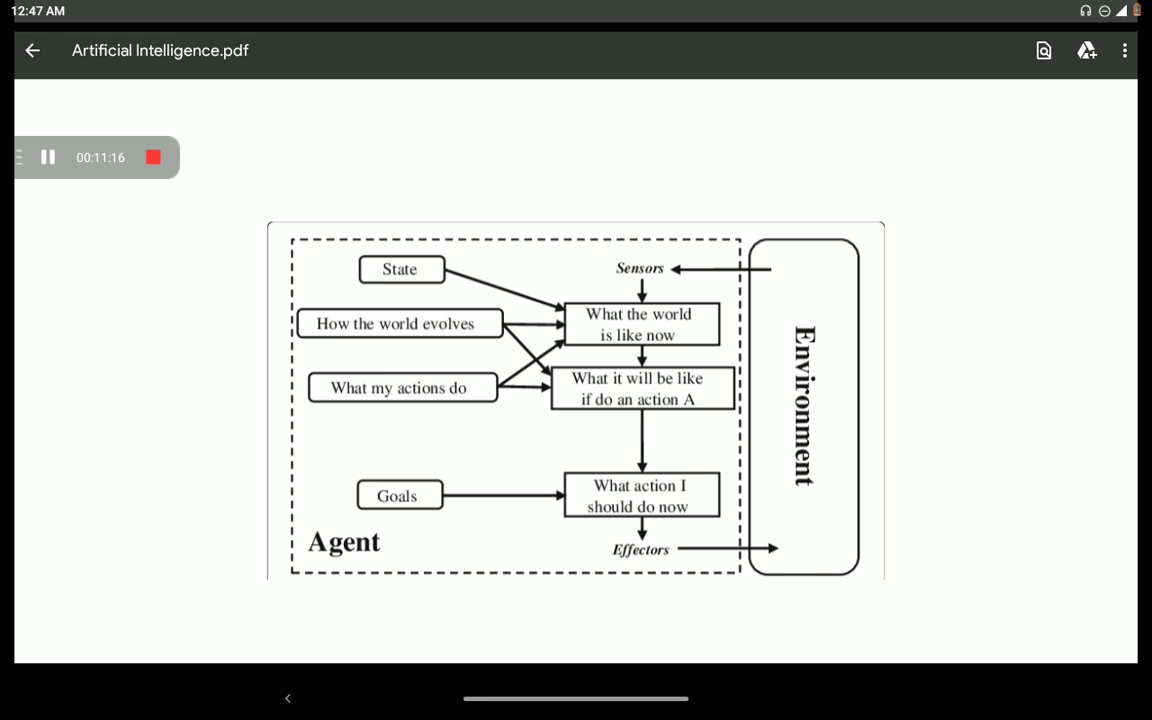 12:47 AM
Artificial Intelligence.pdf
00:11:16
State
Sensors
What the world
is like now
How the world evolves
What it will be like
if do an action A
What my actions do
Environment
Goals
What action I
should do now
Agent
Effectors